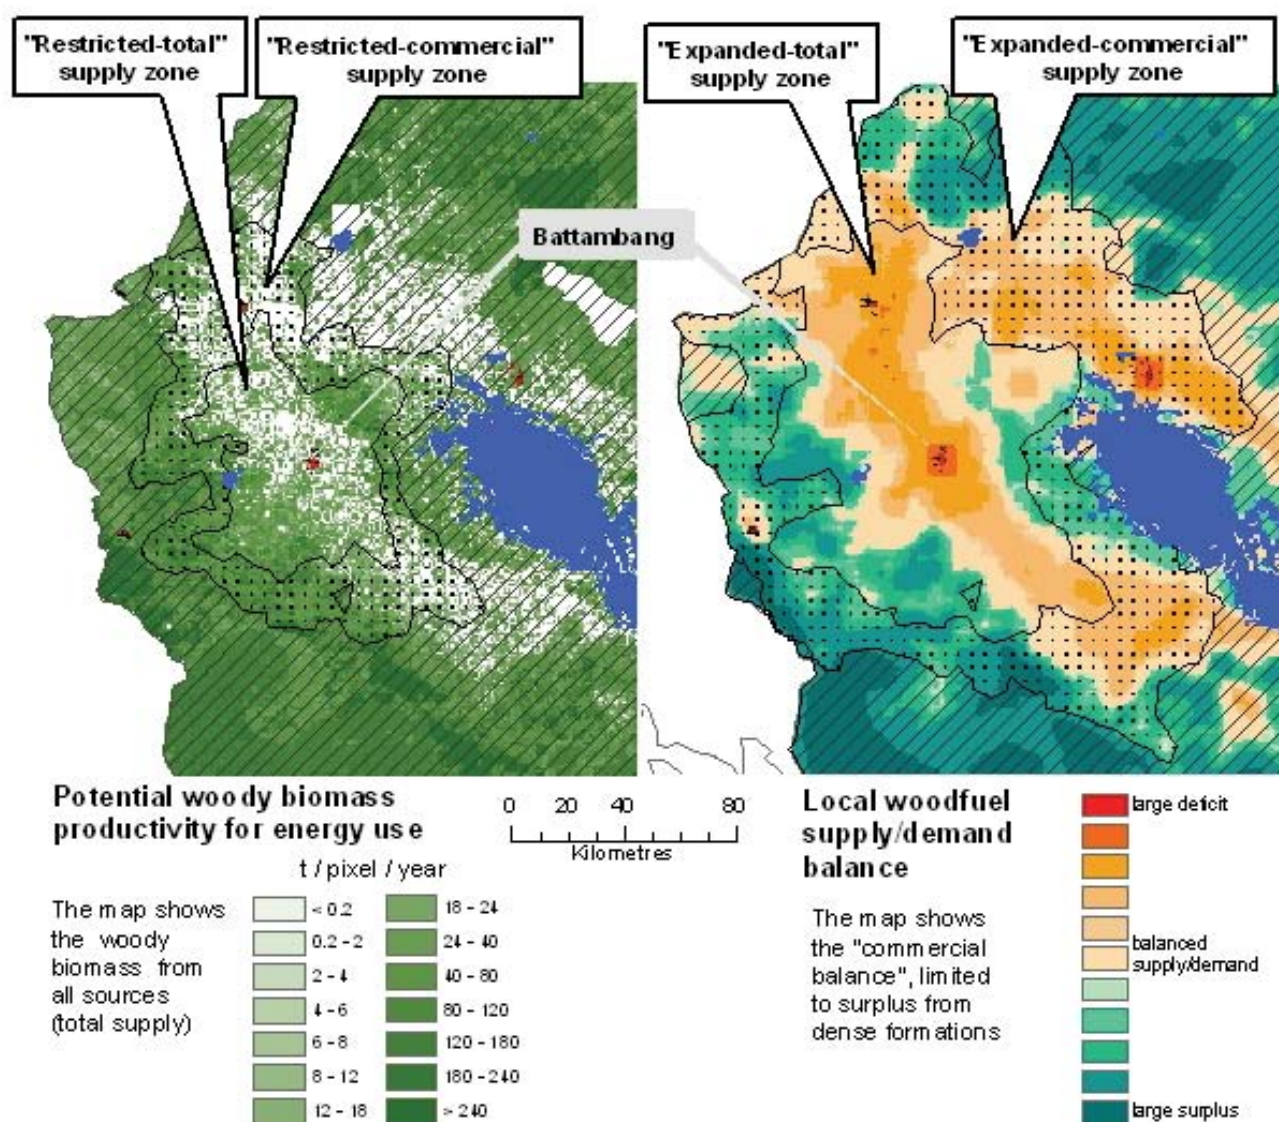 "Restricted-total"
supply zone
"Restricted-commercial"
supply zone
"Expanded-total"
supply zone
"Expanded-commercial"
supply zone
Battambang
Potential woody biomass
productivity for energy use
t / pixel / year
The map shows
the woody
biomass from
all sources
(total supply)
< 0.2
0.2 - 2
2 - 4
4 - 6
6 - 8
8 - 12
12 - 18
18 - 24
24 - 40
40 - 80
80 - 120
120 - 180
180 - 240
> 240
0 20 40 80
Kilometres
Local woodfuel
supply/demand
balance
The map shows
the "commercial
balance", limited
to surplus from
dense formations
large deficit
balanced
supply/demand
large surplus